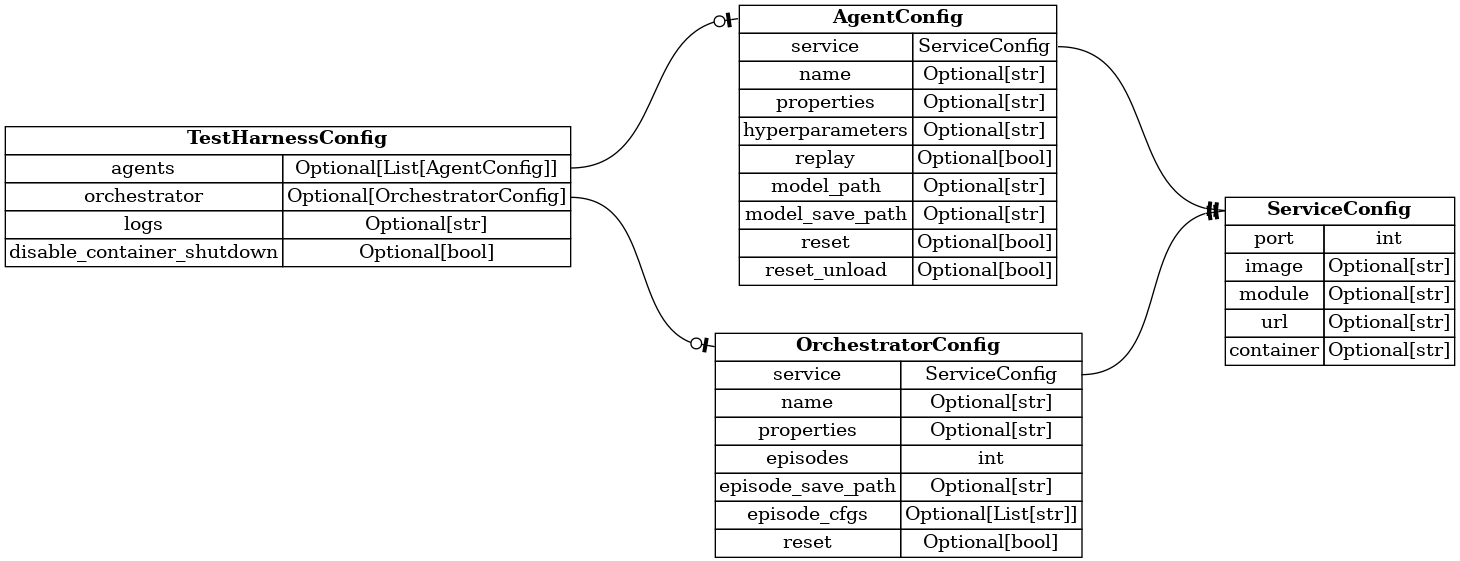 TestHarnessConfig
agents Optional[List[AgentConfig]]
orchestrator Optional[OrchestratorConfig]
logs Optional[str]
disable_container_shutdown Optional[bool]
AgentConfig
service ServiceConfig
name Optional[str]
properties Optional[str]
hyperparameters Optional[str]
replay Optional[bool]
model_path Optional[str]
model_save_path Optional[str]
reset Optional[bool]
reset_unload Optional[bool]
OrchestratorConfig
service ServiceConfig
name Optional[str]
properties Optional[str]
episodes int
episode_save_path Optional[str]
episode_cfgs Optional[List[str]]
reset Optional[bool]
ServiceConfig
port int
image Optional[str]
module Optional[str]
url Optional[str]
container Optional[str]